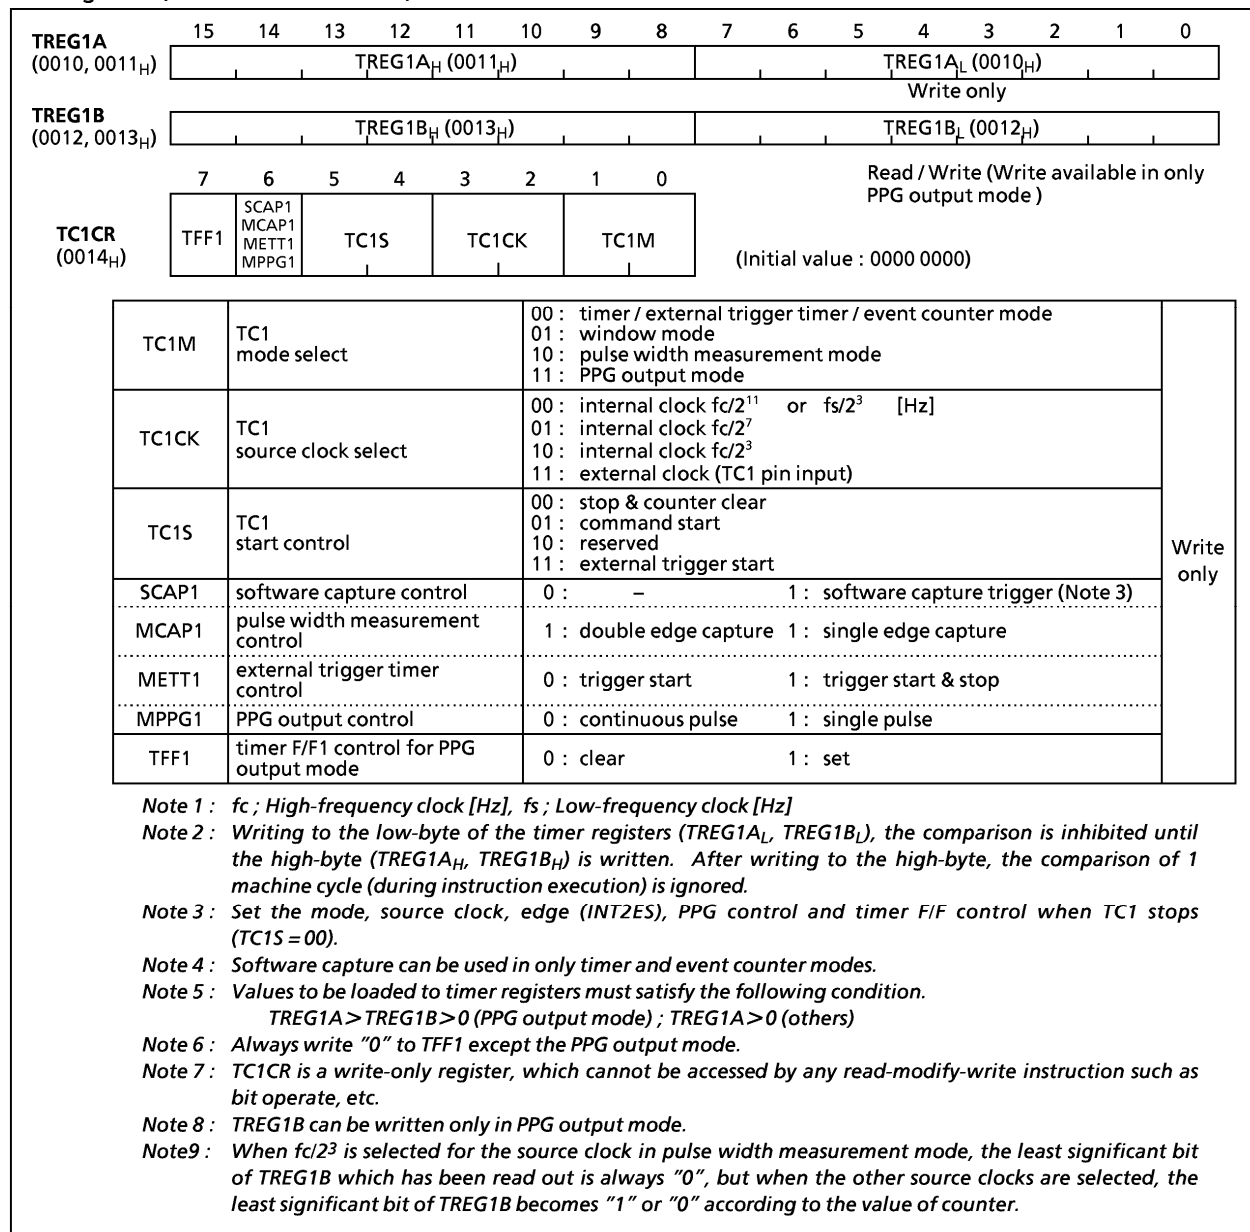 15 14 13 12 11 10 9 8 7 6 5 4 3 2 1 0
TREG1A
(0010, 0011H) TREG1AH (0011H) TREG1AL (0010H)
Write only
TREG1B
(0012, 0013H) TREG1BH (0013H) TREG1BL (0012H)
7 6 5 4 3 2 1 0 Read / Write (Write available in only
PPG output mode )
TC1CR
(0014H) TFF1 SCAP1
MCAP1
METT1
MPPG1 TC1S TC1CK TC1M (Initial value : 0000 0000)
TC1M TC1
mode select
00 : timer / external trigger timer / event counter mode
01 : window mode
10 : pulse width measurement mode
11 : PPG output mode
TC1CK TC1
source clock select
00 : internal clock fc/2¹¹ or fs/2³ [Hz]
01 : internal clock fc/2⁷
10 : internal clock fc/2³
11 : external clock (TC1 pin input)
TC1S TC1
start control
00 : stop & counter clear
01 : command start
10 : reserved
11 : external trigger start
Write
only
SCAP1 software capture control 0 : – 1 : software capture trigger (Note 3)
MCAP1 pulse width measurement
control 1 : double edge capture 1 : single edge capture
METT1 external trigger timer
control 0 : trigger start 1 : trigger start & stop
MPPG1 PPG output control 0 : continuous pulse 1 : single pulse
TFF1 timer F/F1 control for PPG
output mode 0 : clear 1 : set
Note 1 : fc ; High-frequency clock [Hz], fs ; Low-frequency clock [Hz]
Note 2 : Writing to the low-byte of the timer registers (TREG1AL, TREG1BL), the comparison is inhibited until
the high-byte (TREG1AH, TREG1BH) is written. After writing to the high-byte, the comparison of 1
machine cycle (during instruction execution) is ignored.
Note 3 : Set the mode, source clock, edge (INT2ES), PPG control and timer F/F control when TC1 stops
(TC1S = 00).
Note 4 : Software capture can be used in only timer and event counter modes.
Note 5 : Values to be loaded to timer registers must satisfy the following condition.
TREG1A>TREG1B>0 (PPG output mode) ; TREG1A>0 (others)
Note 6 : Always write "0" to TFF1 except the PPG output mode.
Note 7 : TC1CR is a write-only register, which cannot be accessed by any read-modify-write instruction such as
bit operate, etc.
Note 8 : TREG1B can be written only in PPG output mode.
Note9 : When fc/2³ is selected for the source clock in pulse width measurement mode, the least significant bit
of TREG1B which has been read out is always "0", but when the other source clocks are selected, the
least significant bit of TREG1B becomes "1" or "0" according to the value of counter.